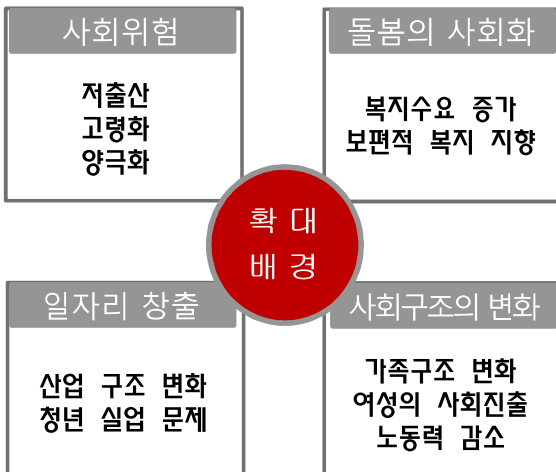 사회위험
저출산
고령화
양극화
돌봄의 사회화
복지수요 증가
보편적 복지 지향
확 대
배 경
일자리 창출
산업 구조 변화
청년 실업 문제
사회구조의 변화
가족구조 변화
여성의 사회진출
노동력 감소